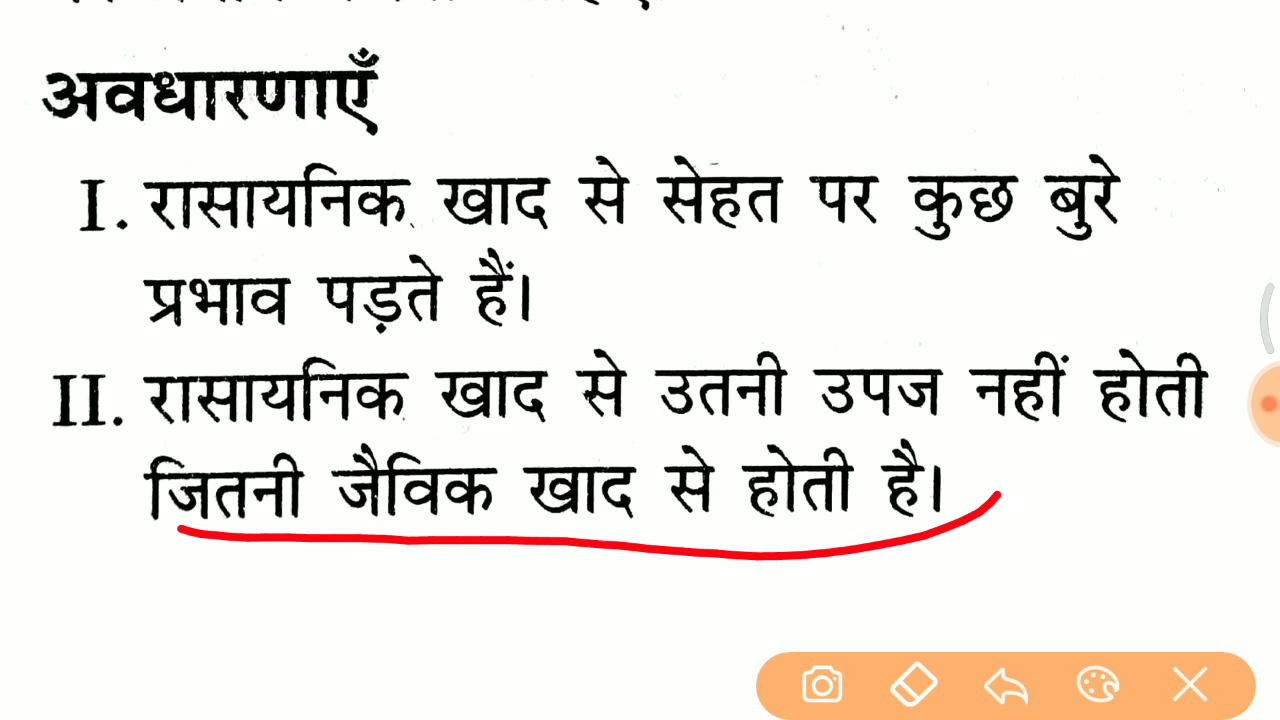 अवधारणाएँ
I. रासायनिक खाद से सेहत पर कुछ बुरे
प्रभाव पड़ते हैं।
II. रासायनिक खाद से उतनी उपज नहीं होती
जितनी जैविक खाद से होती है।